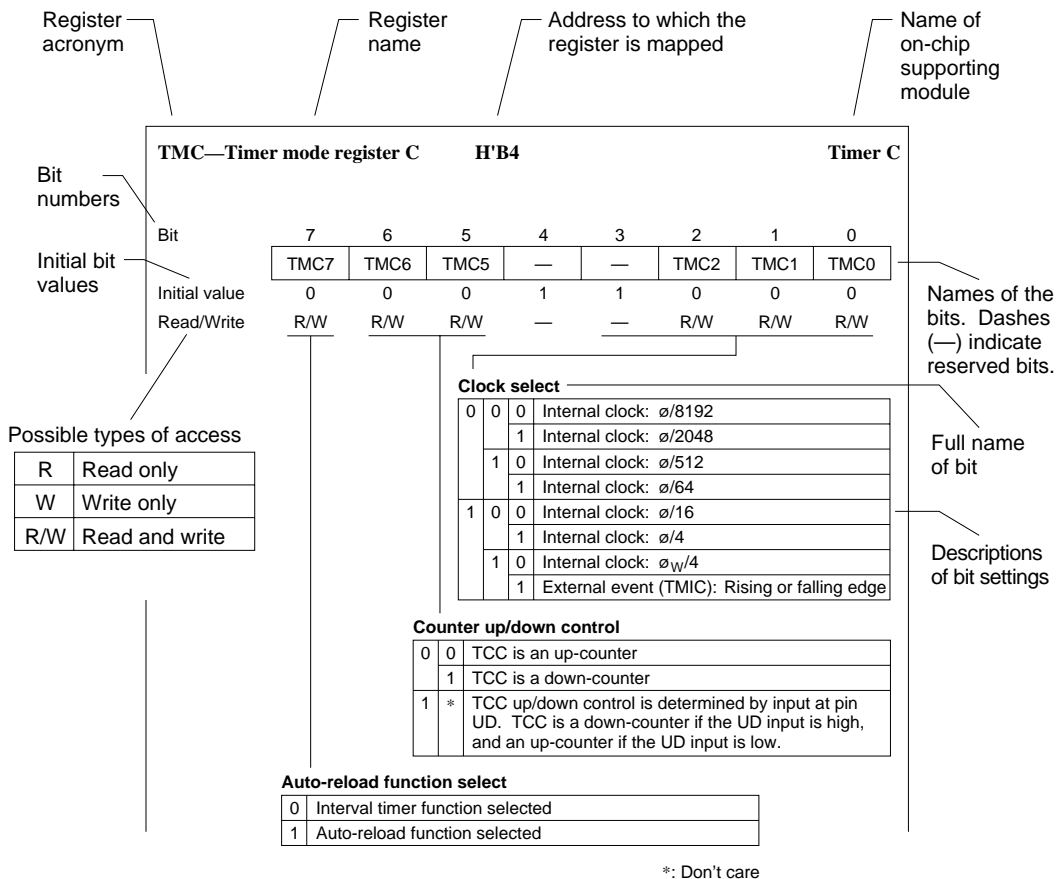 Register acronym
Register name
Address to which the register is mapped
Name of on-chip supporting module
TMC—Timer mode register C H'B4 Timer C
Bit numbers
Bit 7 6 5 4 3 2 1 0
TMC7 TMC6 TMC5 — — TMC2 TMC1 TMC0
Initial bit values
Initial value 0 0 0 1 1 0 0 0
Read/Write R/W R/W R/W — — R/W R/W R/W
Names of the bits. Dashes (—) indicate reserved bits.
Possible types of access
R Read only
W Write only
R/W Read and write
Clock select
0 0 0 Internal clock: ø/8192
1 Internal clock: ø/2048
1 0 Internal clock: ø/512
1 Internal clock: ø/64
1 0 0 Internal clock: ø/16
1 Internal clock: ø/4
1 0 Internal clock: øW/4
1 External event (TMIC): Rising or falling edge
Full name of bit
Descriptions of bit settings
Counter up/down control
0 0 TCC is an up-counter
1 TCC is a down-counter
1 * TCC up/down control is determined by input at pin
UD. TCC is a down-counter if the UD input is high,
and an up-counter if the UD input is low.
Auto-reload function select
0 Interval timer function selected
1 Auto-reload function selected
*: Don't care